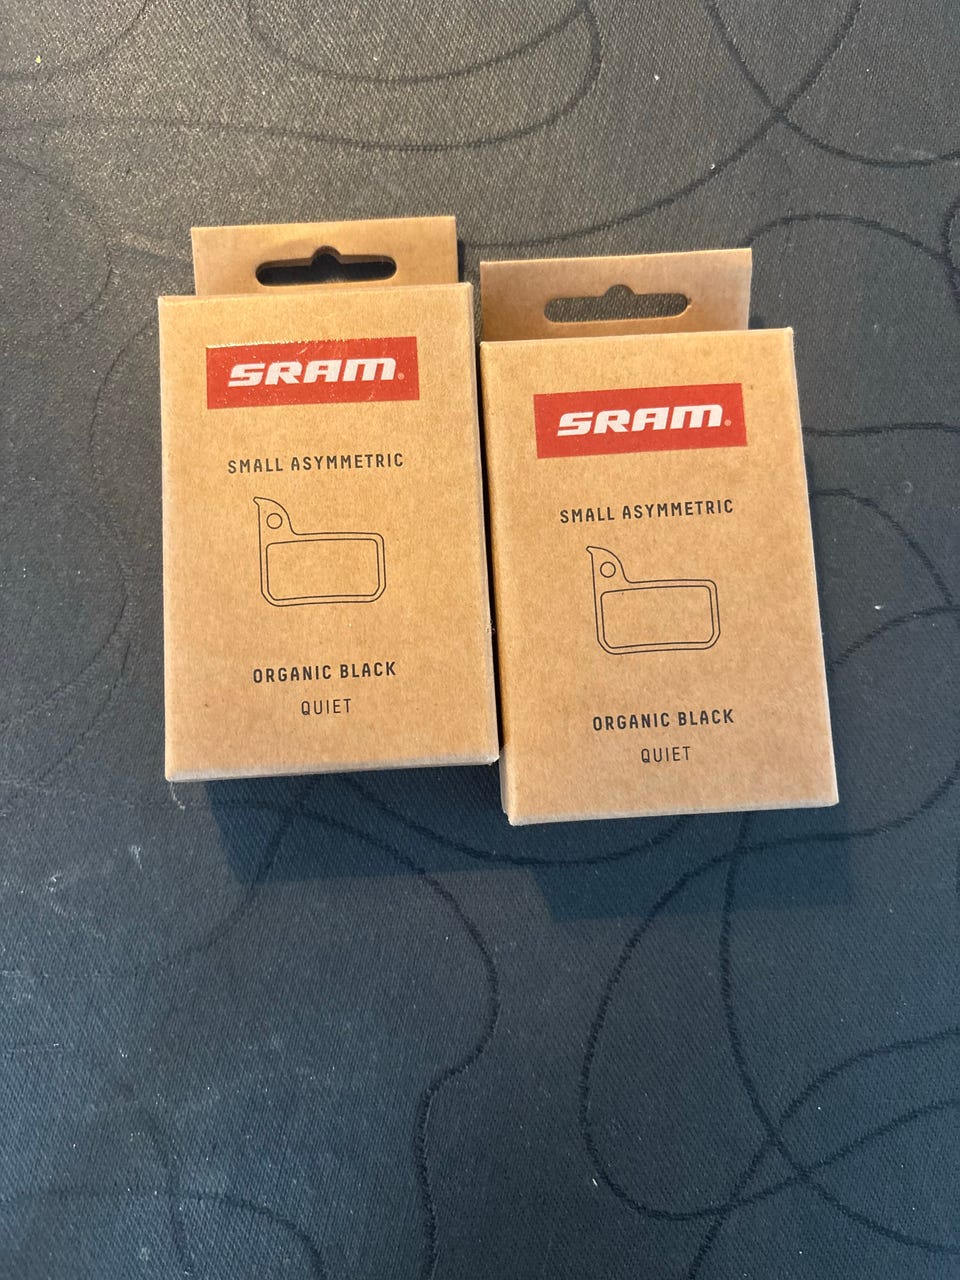 SRAM®
SMALL ASYMMETRIC
ORGANIC BLACK
QUIET
SRAM®
SMALL ASYMMETRIC
ORGANIC BLACK
QUIET